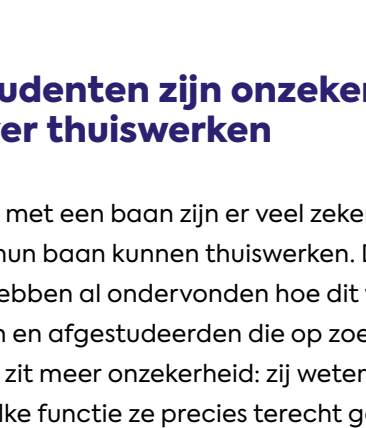 udenten zijn onzeker
er thuiswerken
met een baan zijn er veel zeker
hun baan kunnen thuiswerken. D
ebben al ondervonden hoe dit
n en afgestudeerden die op zoe
zit meer onzekerheid: zij weten
lke functie ze precies terecht